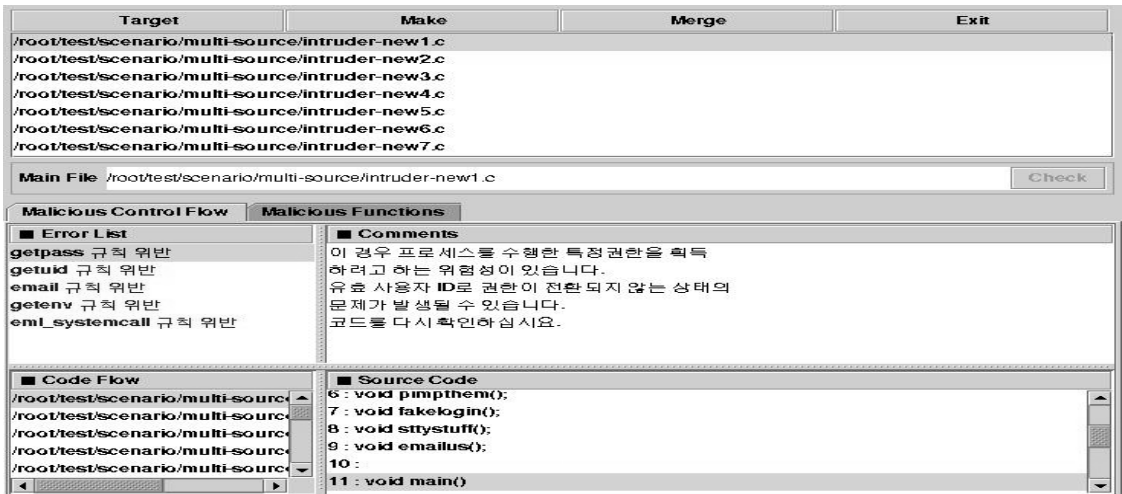 Target Make Merge Exit
/root/test/scenario/multi-source/intruder-new1.c
/root/test/scenario/multi-source/intruder-new2.c
/root/test/scenario/multi-source/intruder-new3.c
/root/test/scenario/multi-source/intruder-new4.c
/root/test/scenario/multi-source/intruder-new5.c
/root/test/scenario/multi-source/intruder-new6.c
/root/test/scenario/multi-source/intruder-new7.c
Main File /root/test/scenario/multi-source/intruder-new1.c Check
Malicious Control Flow Malicious Functions
■ Error List
getpass 규칙 위반
getuid 규칙 위반
email 규칙 위반
getenv 규칙 위반
eml_systemcall 규칙 위반
■ Comments
이 경우 프로세스를 수행한 특정권한을 획득
하려고 하는 위험성이 있습니다.
유효 사용자 ID로 권한이 전환되지 않는 상태의
문제가 발생될 수 있습니다.
코드를 다시 확인하십시요.
■ Code Flow
/root/test/scenario/multi-source
/root/test/scenario/multi-source
/root/test/scenario/multi-source
/root/test/scenario/multi-source
/root/test/scenario/multi-source
■ Source Code
6 : void pimpthem();
7 : void fakelogin();
8 : void sttystuff();
9 : void emailus();
10 :
11 : void main()